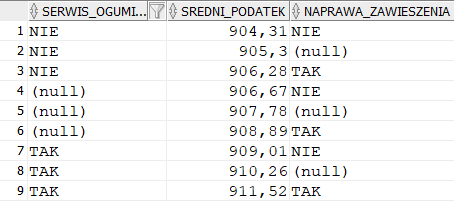 SERWIS_OGUMI... SREDNI_PODATEK NAPRAWA_ZAWIESZENIA
1 NIE 904,31 NIE
2 NIE 905,3 (null)
3 NIE 906,28 TAK
4 (null) 906,67 NIE
5 (null) 907,78 (null)
6 (null) 908,89 TAK
7 TAK 909,01 NIE
8 TAK 910,26 (null)
9 TAK 911,52 TAK